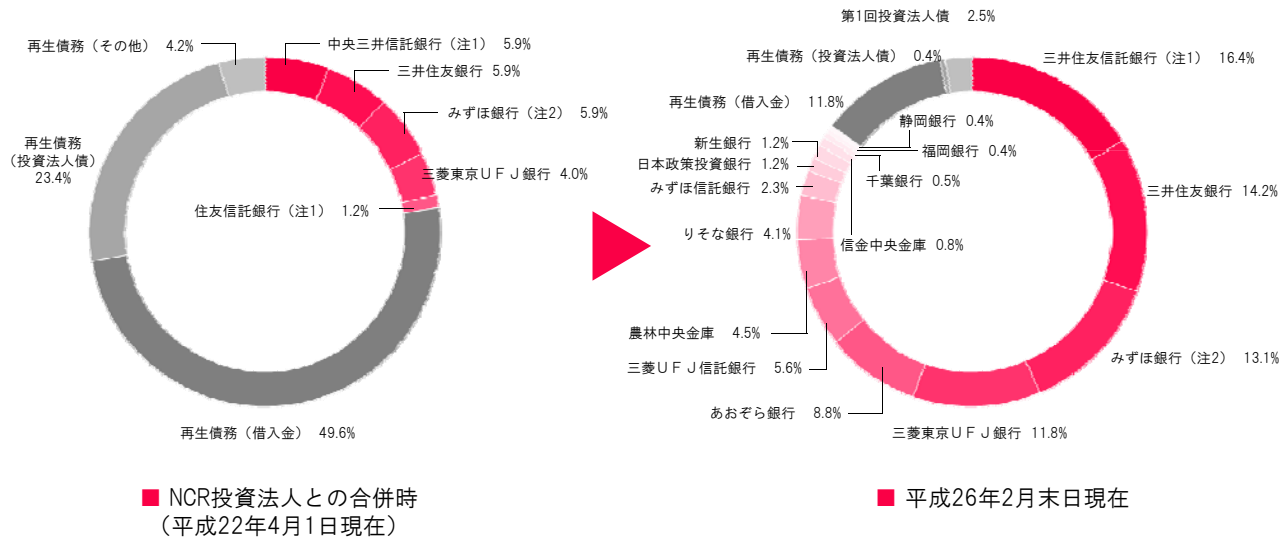 再生債務（その他） 4.2%
中央三井信託銀行（注1） 5.9%
三井住友銀行 5.9%
みずほ銀行（注2） 5.9%
三菱東京ＵＦＪ銀行 4.0%
住友信託銀行（注1） 1.2%
再生債務
（投資法人債）
23.4%
再生債務（借入金） 49.6%
■ NCR投資法人との合併時
（平成22年4月1日現在）
第1回投資法人債 2.5%
再生債務（投資法人債） 0.4%
三井住友信託銀行（注1） 16.4%
再生債務（借入金） 11.8%
静岡銀行 0.4%
新生銀行 1.2%
福岡銀行 0.4%
日本政策投資銀行 1.2%
千葉銀行 0.5%
みずほ信託銀行 2.3%
三井住友銀行 14.2%
りそな銀行 4.1%
信金中央金庫 0.8%
農林中央金庫 4.5%
みずほ銀行（注2） 13.1%
三菱ＵＦＪ信託銀行 5.6%
あおぞら銀行 8.8%
三菱東京ＵＦＪ銀行 11.8%
■ 平成26年2月末日現在